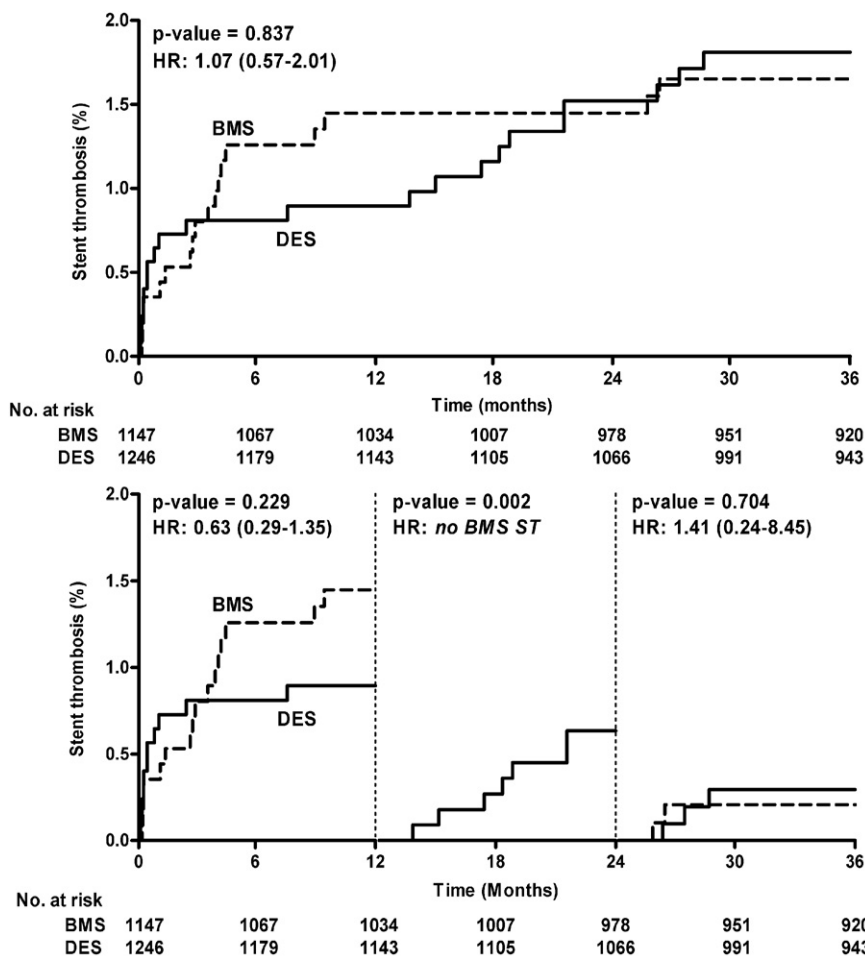 2.0
p-value = 0.837
HR: 1.07 (0.57-2.01)
1.5
BMS
Stent thrombosis (%)
1.0
DES
0.5
0.0
0 6 12 18 24 30 36
Time (months)
No. at risk
BMS 1147 1067 1034 1007 978 951 920
DES 1246 1179 1143 1105 1066 991 943
2.0
p-value = 0.229 p-value = 0.002 p-value = 0.704
HR: 0.63 (0.29-1.35) HR: no BMS ST HR: 1.41 (0.24-8.45)
1.5
BMS
Stent thrombosis (%)
1.0
DES
0.5
0.0
0 6 12 18 24 30 36
Time (Months)
No. at risk
BMS 1147 1067 1034 1007 978 951 920
DES 1246 1179 1143 1105 1066 991 943